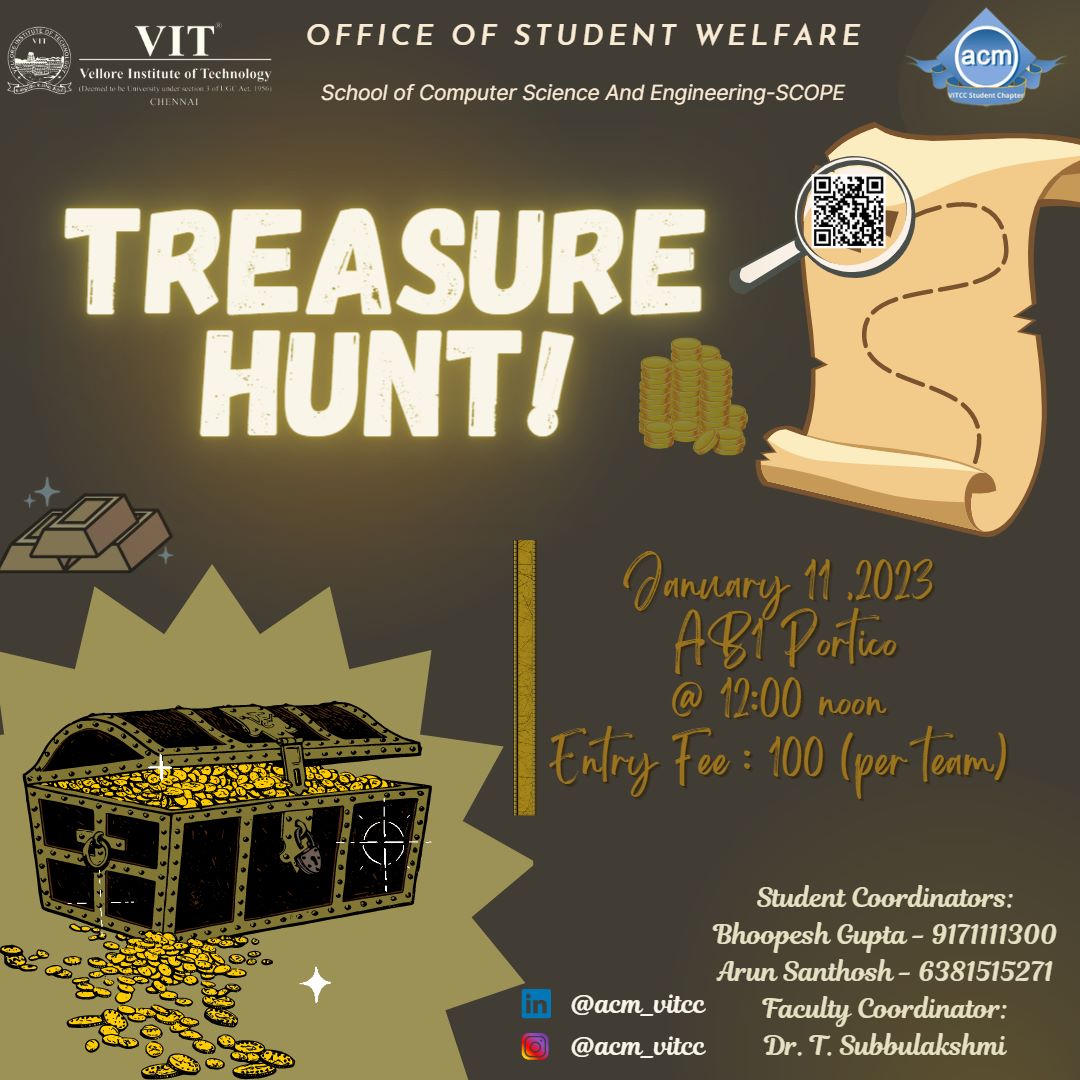 VIT®
Vellore Institute of Technology
(Deemed to be University under section 3 of UGC Act, 1956)
CHENNAI
OFFICE OF STUDENT WELFARE
School of Computer Science And Engineering-SCOPE
acm
VITCC Student Chapter
TREASURE
HUNT!
January 11 ,2023
AB1 Portico
@ 12:00 noon
Entry Fee : 100 (per team)
Student Coordinators:
Bhoopesh Gupta - 9171111300
Arun Santhosh - 6381515271
Faculty Coordinator:
Dr. T. Subbulakshmi
in @acm_vitcc
@acm_vitcc